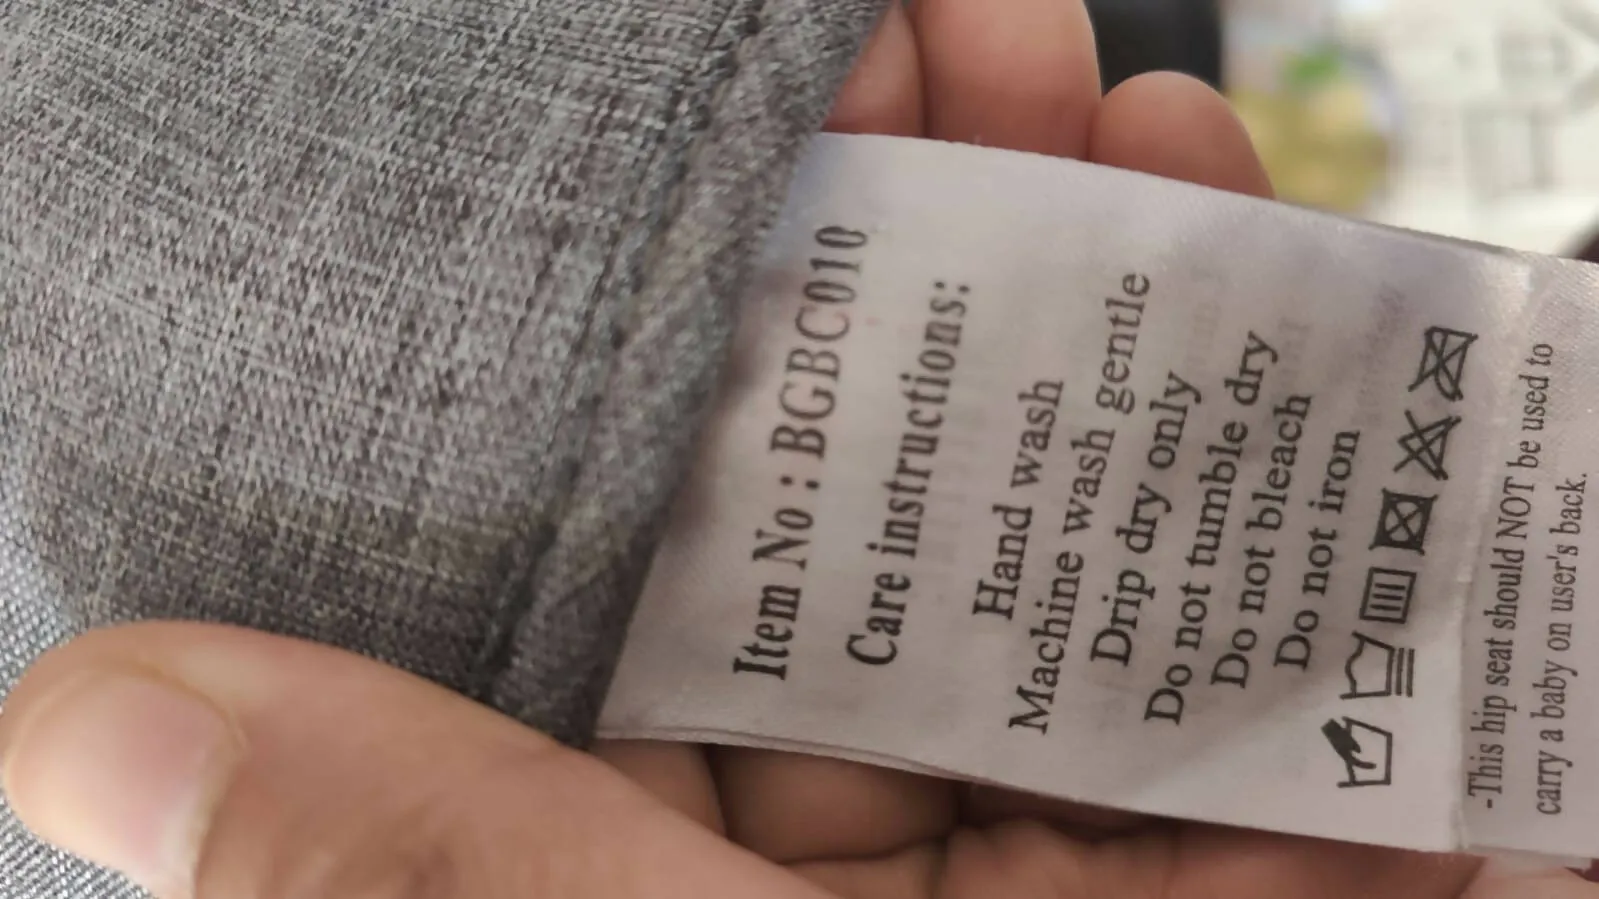 Item No : BGBC010
Care instructions:
Hand wash
Machine wash gentle
Drip dry only
Do not tumble dry
Do not bleach
Do not iron
-This hip seat should NOT be used to
carry a baby on user's back.